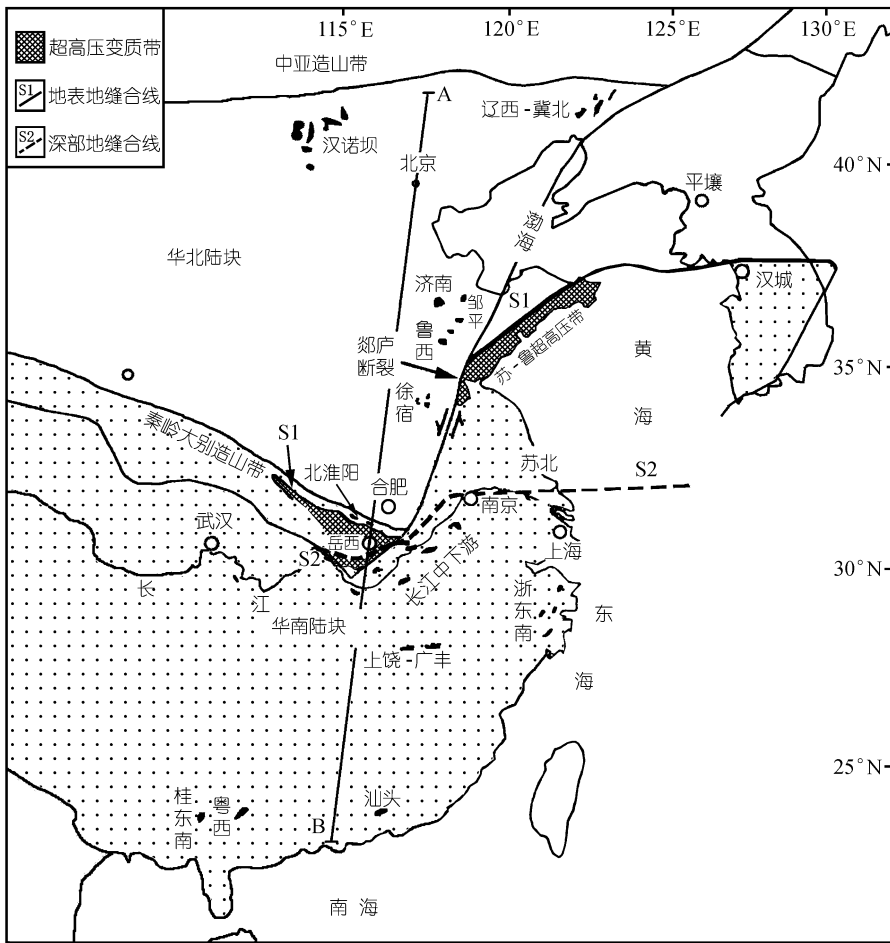 115°E
120°E
125°E
130°E
超高压变质带
S1
地表地缝合线
S2
深部地缝合线
中亚造山带
A
辽西-冀北
汉诺坝
北京
40°N
平壤
渤海
华北陆块
汉城
济南
邹平
S1
鲁西
郯庐
断裂
苏-鲁超高压带
黄海
35°N
徐宿
秦岭大别造山带
S1
北淮阳
合肥
苏北
S2
南京
武汉
岳西
上海
S2
长江中下游
30°N
长江
浙东南
东海
华南陆块
上饶-广丰
25°N
桂东南
粤西
汕头
B
南海